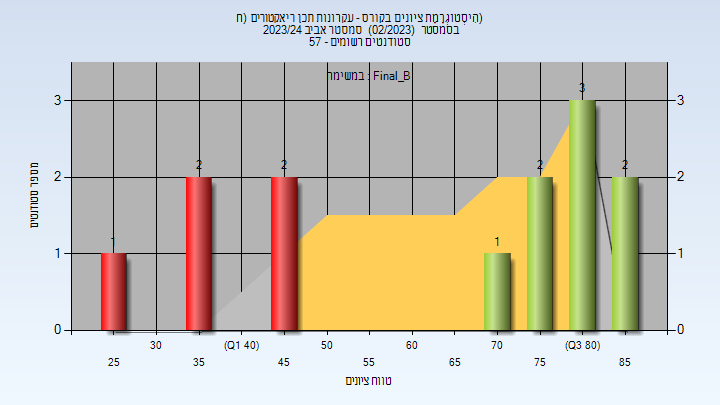 היסטוגרמת ציונים בקורס - עקרונות תכן ריאקטורים (ח)
בסמסטר (02/2023) סמסטר אביב 2023/24
סטודנטים רשומים - 57
במשימה : Final_B
מספר סטודנטים
3 3
2 2
1 1
0 0
1 2 2 1 2 3 2
30 (Q1 40) 50 60 70 (Q3 80)
25 35 45 55 65 75 85
טווח ציונים